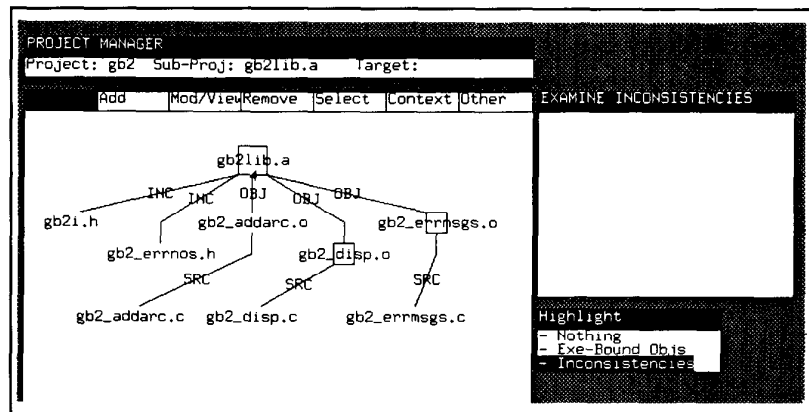 PROJECT MANAGER
Project: gb2 Sub-Proj: gb2lib.a Target:
Add Mod/View Remove Select Context Other
EXAMINE INCONSISTENCIES
gb2lib.a
INC INC OBJ OBJ OBJ
gb2i.h gb2_addarc.o gb2_errmsgs.o
gb2_errnos.h gb2_disp.o
SRC SRC SRC
gb2_addarc.c gb2_disp.c gb2_errmsgs.c
Highlight
- Nothing
- Exe-Bound Objs
- Inconsistencies